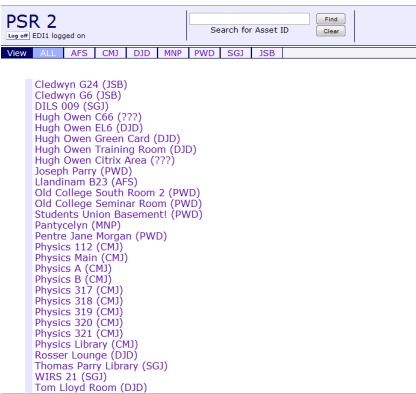 PSR 2
Log off EDI1 logged on
Search for Asset ID
Find
Clear
View ALL AFS CMJ DJD MNP PWD SGJ JSB
Cledwyn G24 (JSB)
Cledwyn G6 (JSB)
DILS 009 (SGJ)
Hugh Owen C66 (???)
Hugh Owen EL6 (DJD)
Hugh Owen Green Card (DJD)
Hugh Owen Training Room (DJD)
Hugh Owen Citrix Area (???)
Joseph Parry (PWD)
Llandinam B23 (AFS)
Old College South Room 2 (PWD)
Old College Seminar Room (PWD)
Students Union Basement! (PWD)
Pantycelyn (MNP)
Pentre Jane Morgan (PWD)
Physics 112 (CMJ)
Physics Main (CMJ)
Physics A (CMJ)
Physics B (CMJ)
Physics 317 (CMJ)
Physics 318 (CMJ)
Physics 319 (CMJ)
Physics 320 (CMJ)
Physics 321 (CMJ)
Physics Library (CMJ)
Rosser Lounge (DJD)
Thomas Parry Library (SGJ)
WIRS 21 (SGJ)
Tom Lloyd Room (DJD)